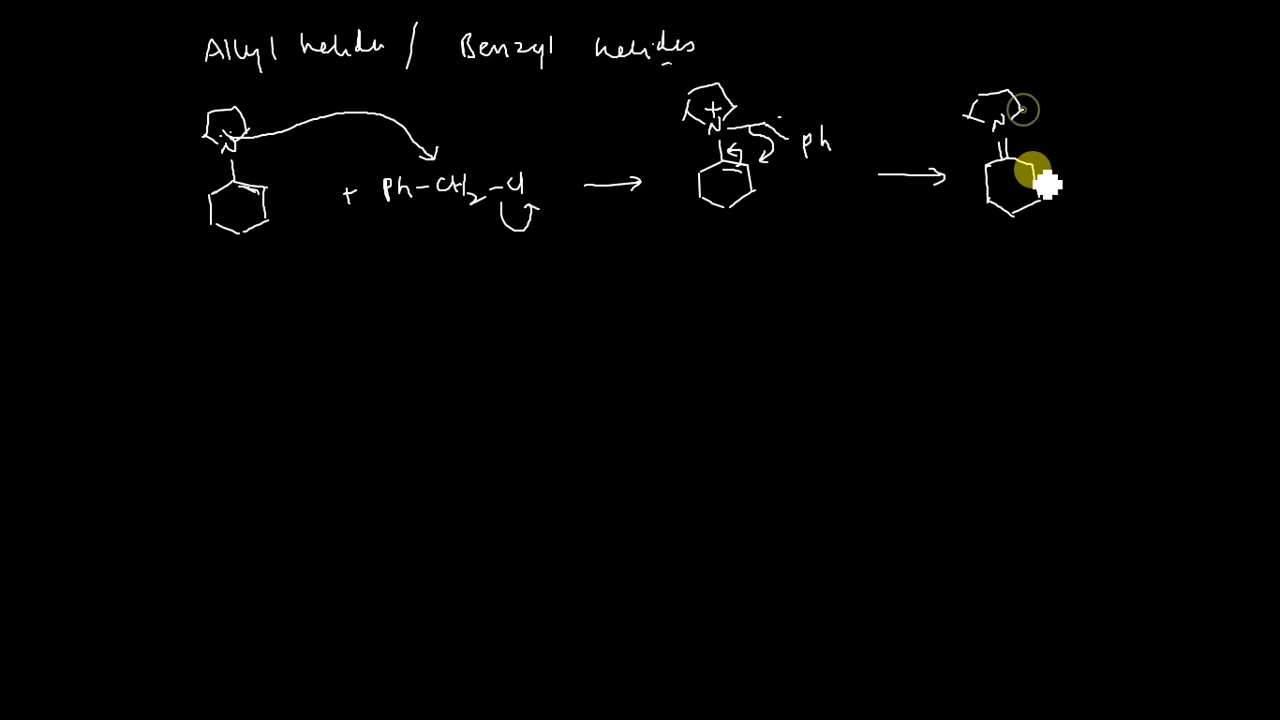 Allyl halides / Benzyl halides
N + Ph-CH2-Cl → N + Ph → N